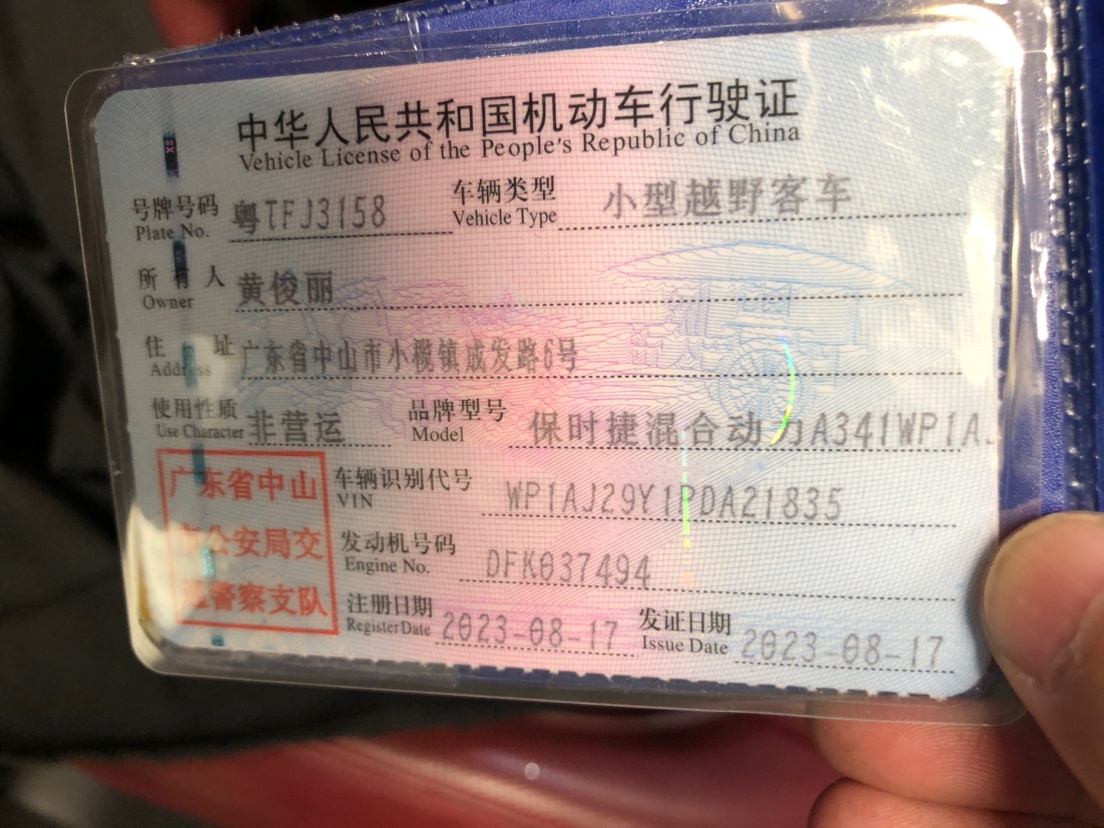 中华人民共和国机动车行驶证
Vehicle License of the People's Republic of China
号牌号码 粤TFJ3158 车辆类型 小型越野客车
Plate No. Vehicle Type
所有人 黄俊丽
Owner
住址 广东省中山市小榄镇成发路6号
Address
使用性质 非营运 品牌型号 保时捷混合动力A341WP1A
Use Character Model
广东省中山
市公安局交
通警察支队
车辆识别代号 WP1AJ29Y1PDA21835
VIN
发动机号码 DFK037494
Engine No.
注册日期 2023-08-17 发证日期 2023-08-17
Register Date Issue Date